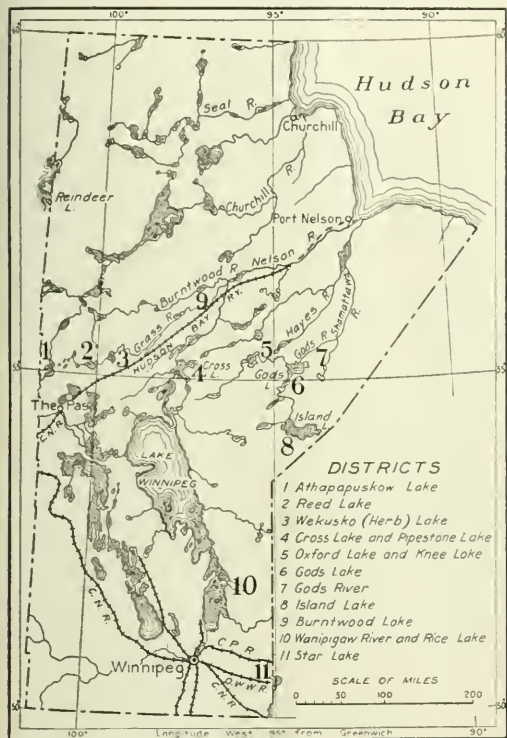 100°
95°
90°
Hudson
Bay
Seal R.
Churchill
Reindeer
L.
Churchill R.
Port Nelson
Burntwood R.
Nelson R.
9
Grass R.
HUDSON BAY RY.
Hayes R.
Gods R.
Shamattawa R.
1
2
3
4
Cross
L.
5
Gods
L.
6
7
55°
The Pas
Island
L.
8
C.N.R.
LAKE
WINNIPEG
DISTRICTS
1 Athapapuskow Lake
2 Reed Lake
3 Wekusko (Herb) Lake
4 Cross Lake and Pipestone Lake
5 Oxford Lake and Knee Lake
6 Gods Lake
7 Gods River
8 Island Lake
9 Burntwood Lake
10 Wanipigaw River and Rice Lake
11 Star Lake
10
C.N.R.
C.P.R.
Winnipeg
11
G.W.W.R.
C.N.R.
SCALE OF MILES
50 0 50 100 200
100°
Longitude West 95° from Greenwich
90°